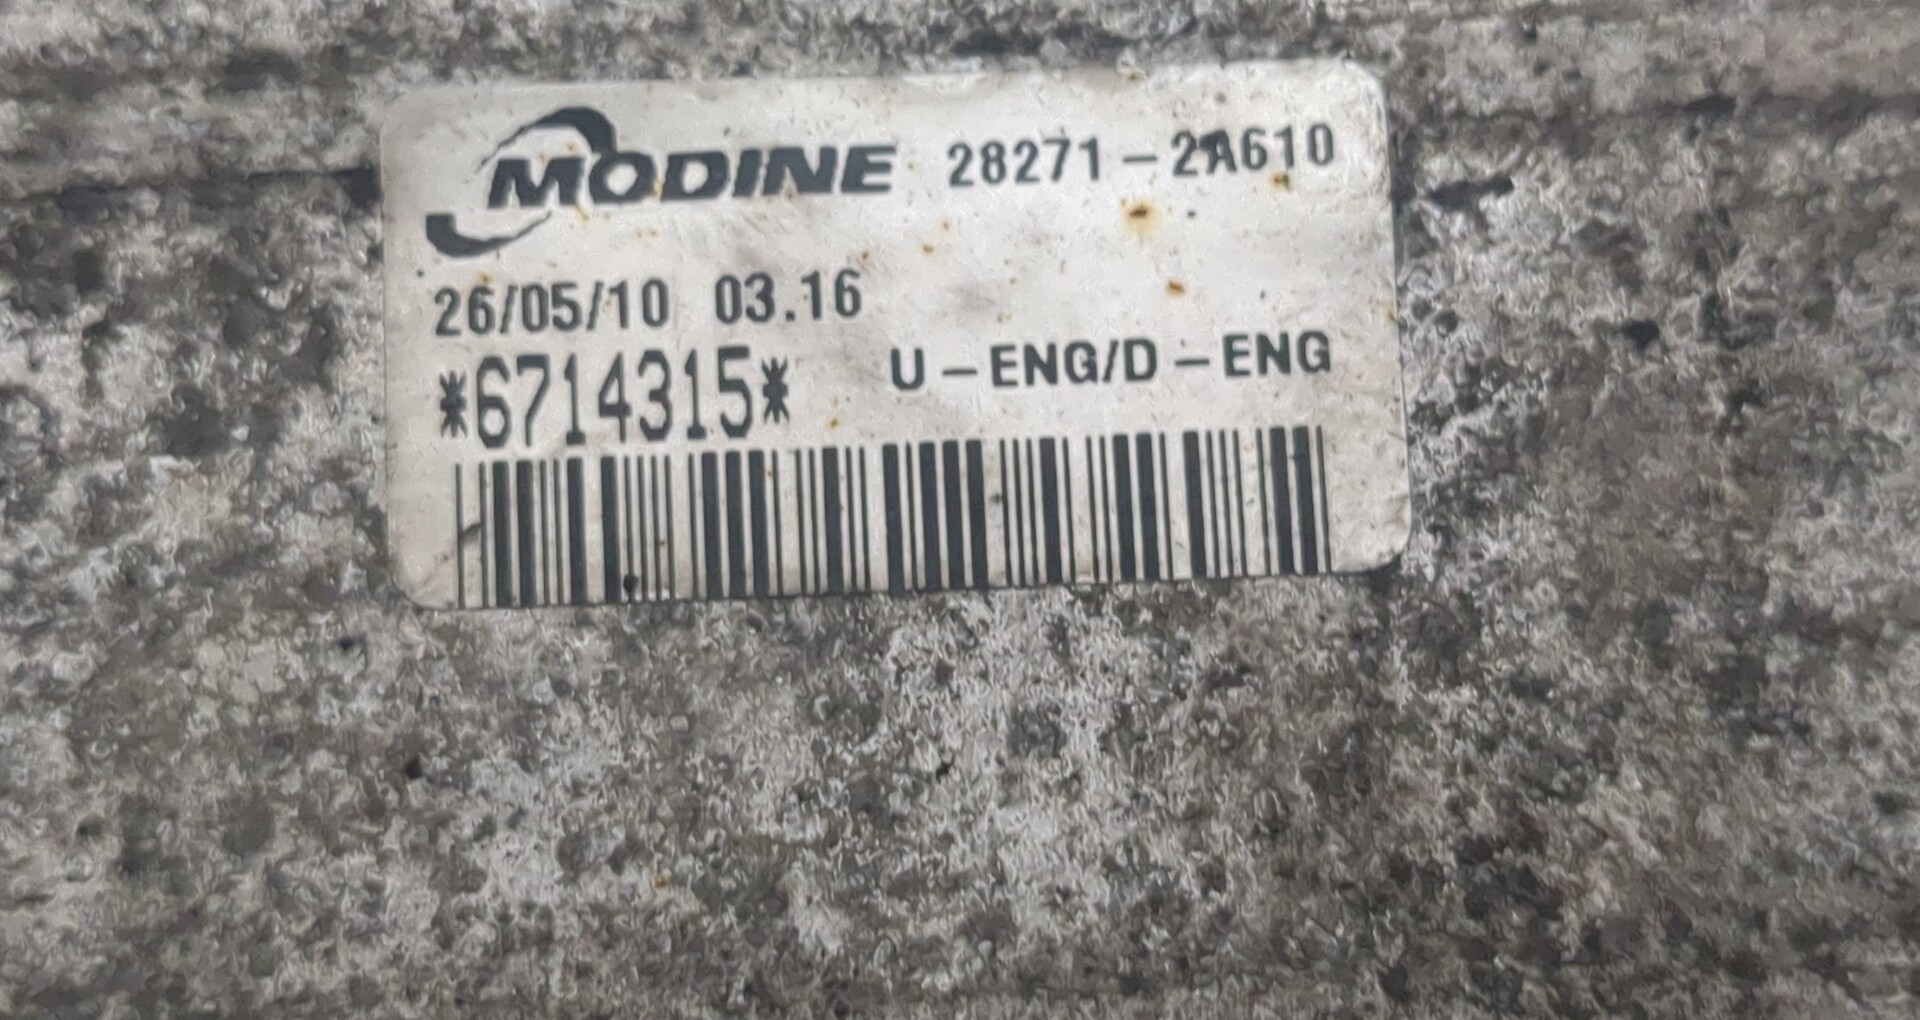 MODINE 28271-2A610
26/05/10 03.16
*6714315* U-ENG/D-ENG